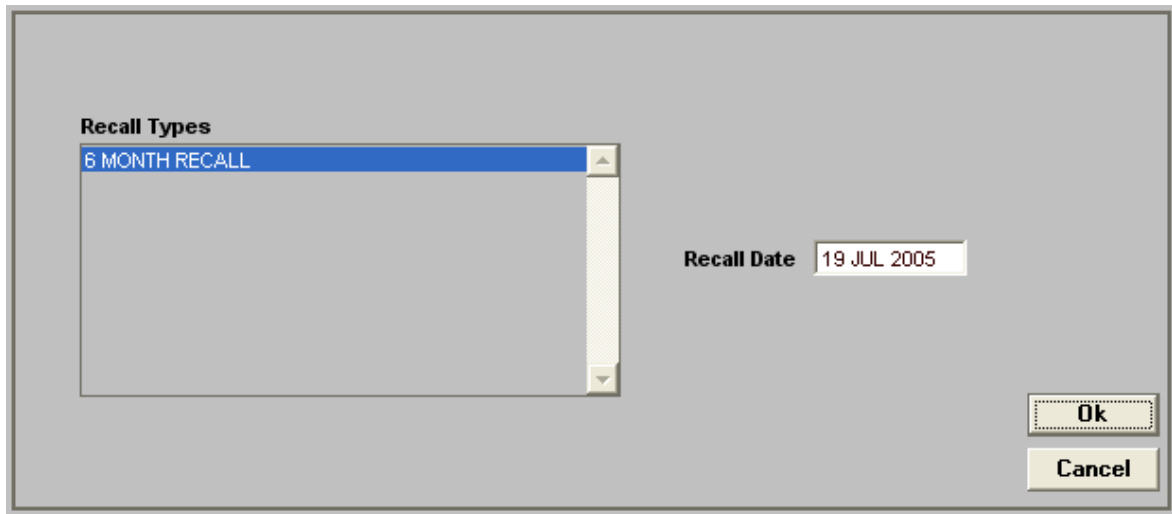 Recall Types
6 MONTH RECALL
Recall Date 19 JUL 2005
Ok
Cancel